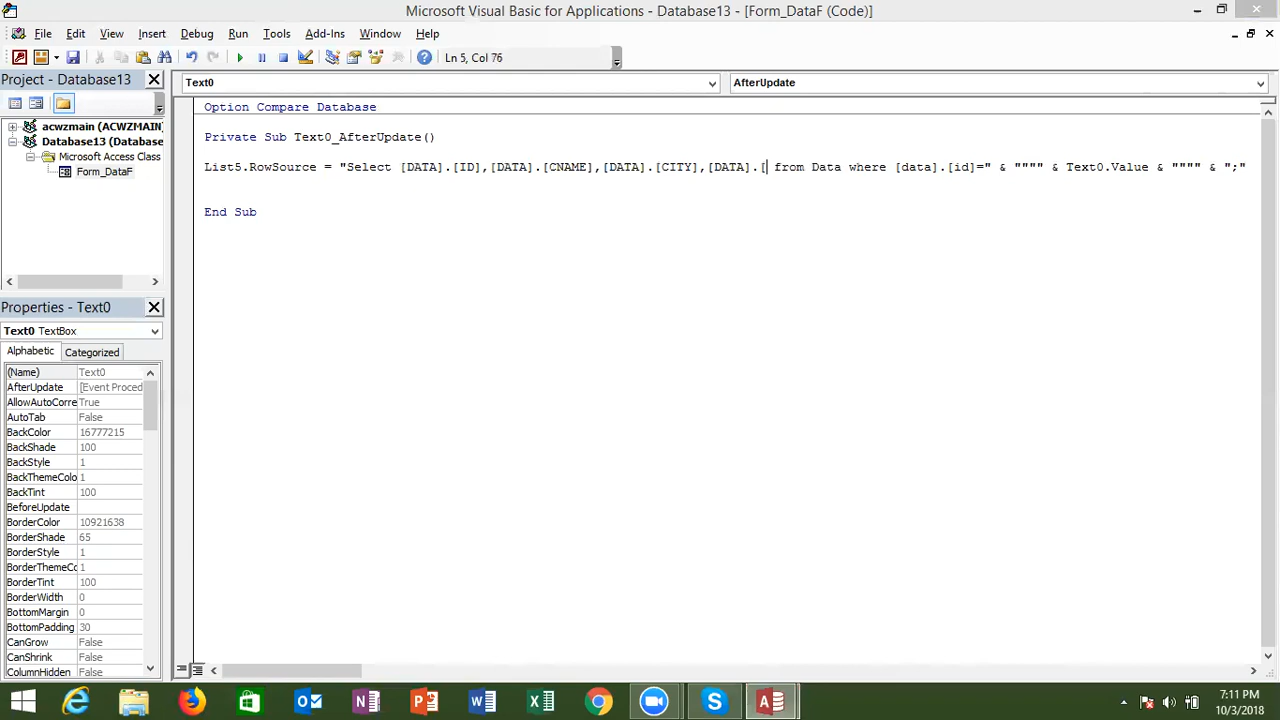 Microsoft Visual Basic for Applications - Database13 - [Form_DataF (Code)]
File Edit View Insert Format Debug Run Tools Add-Ins Window Help
Ln 5, Col 76
Project - Database13
Text0
AfterUpdate
acwzmain (ACWZMAIN)
Database13 (Database
Microsoft Access Class
Form_DataF
Option Compare Database
Private Sub Text0_AfterUpdate()
List5.RowSource = "Select [DATA].[ID],[DATA].[CNAME],[DATA].[CITY],[DATA].[ from Data where [data].[id]=" & """" & Text0.Value & """" & ";"
End Sub
Properties - Text0
Text0 TextBox
Alphabetic Categorized
(Name) Text0
AfterUpdate [Event Proced
AllowAutoCorre True
AutoTab False
BackColor 16777215
BackShade 100
BackStyle 1
BackThemeColo 1
BackTint 100
BeforeUpdate
BorderColor 10921638
BorderShade 65
BorderStyle 1
BorderThemeCo 1
BorderTint 100
BorderWidth 0
BottomMargin 0
BottomPadding 30
CanGrow False
CanShrink False
ColumnHidden False
7:11 PM
10/3/2018